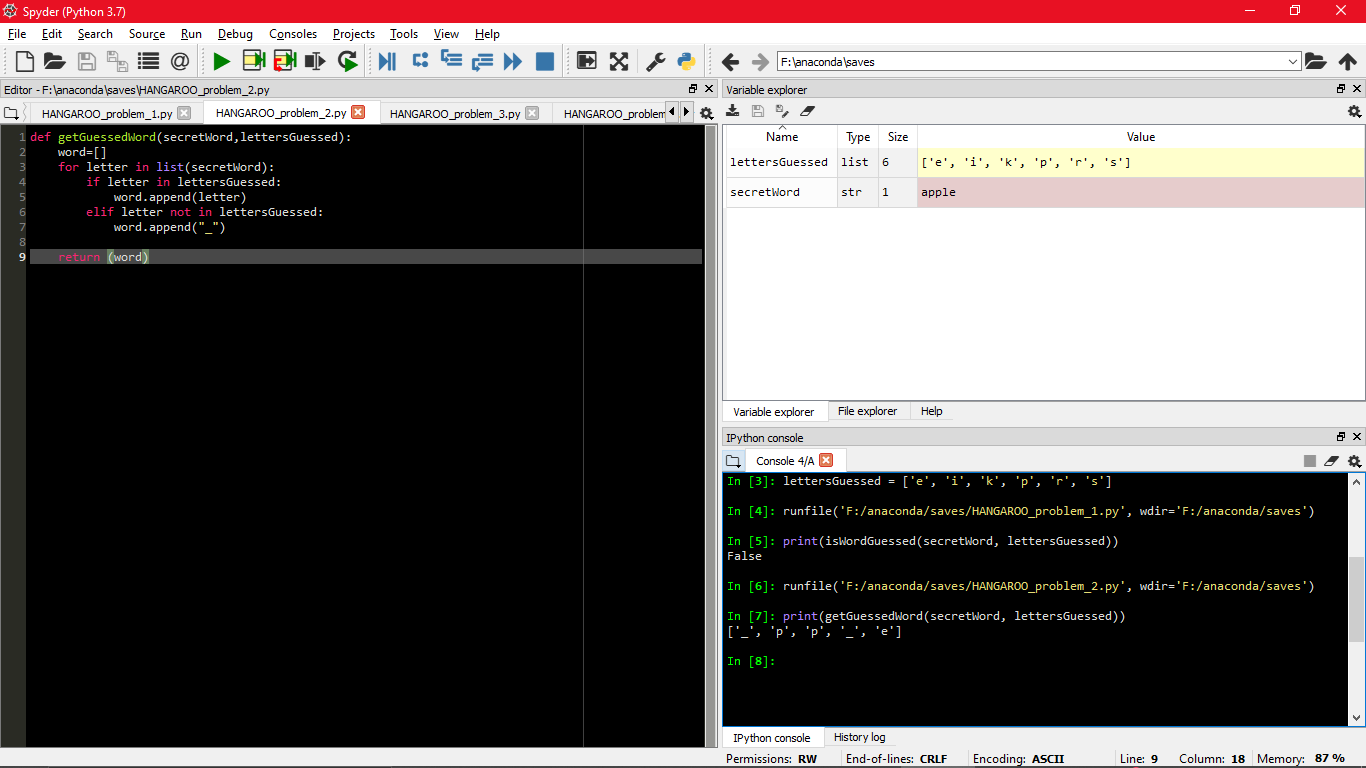 Spyder (Python 3.7)
File Edit Search Source Run Debug Consoles Projects Tools View Help
F:\anaconda\saves
Editor - F:\anaconda\saves\HANGAROO_problem_2.py
HANGAROO_problem_1.py HANGAROO_problem_2.py HANGAROO_problem_3.py HANGAROO_problem
1 def getGuessedWord(secretWord,lettersGuessed):
2     word=[]
3     for letter in list(secretWord):
4         if letter in lettersGuessed:
5             word.append(letter)
6         elif letter not in lettersGuessed:
7             word.append("_")
8
9     return (word)
Variable explorer
Name Type Size Value
lettersGuessed list 6 ['e', 'i', 'k', 'p', 'r', 's']
secretWord str 1 apple
Variable explorer File explorer Help
IPython console
Console 4/A
In [3]: lettersGuessed = ['e', 'i', 'k', 'p', 'r', 's']
In [4]: runfile('F:/anaconda/saves/HANGAROO_problem_1.py', wdir='F:/anaconda/saves')
In [5]: print(isWordGuessed(secretWord, lettersGuessed))
False
In [6]: runfile('F:/anaconda/saves/HANGAROO_problem_2.py', wdir='F:/anaconda/saves')
In [7]: print(getGuessedWord(secretWord, lettersGuessed))
['_', 'p', 'p', '_', 'e']
In [8]:
IPython console History log
Permissions: RW End-of-lines: CRLF Encoding: ASCII Line: 9 Column: 18 Memory: 87 %